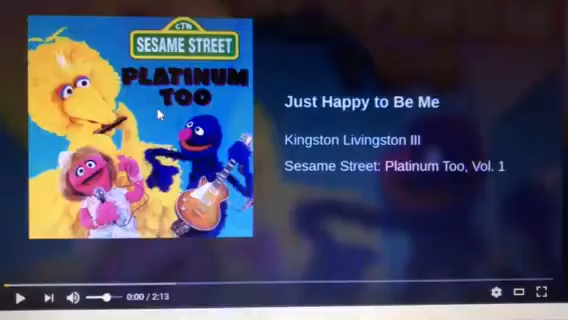 CTW
SESAME STREET
PLATINUM
TOO
Just Happy to Be Me
Kingston Livingston III
Sesame Street: Platinum Too, Vol. 1
0:00 / 2:13